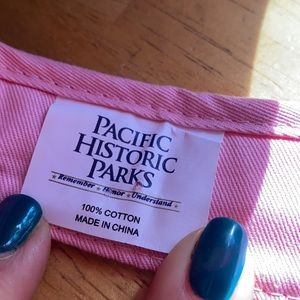 PACIFIC
HISTORIC
PARKS
Remember ★ Honor ★ Understand
100% COTTON
MADE IN CHINA